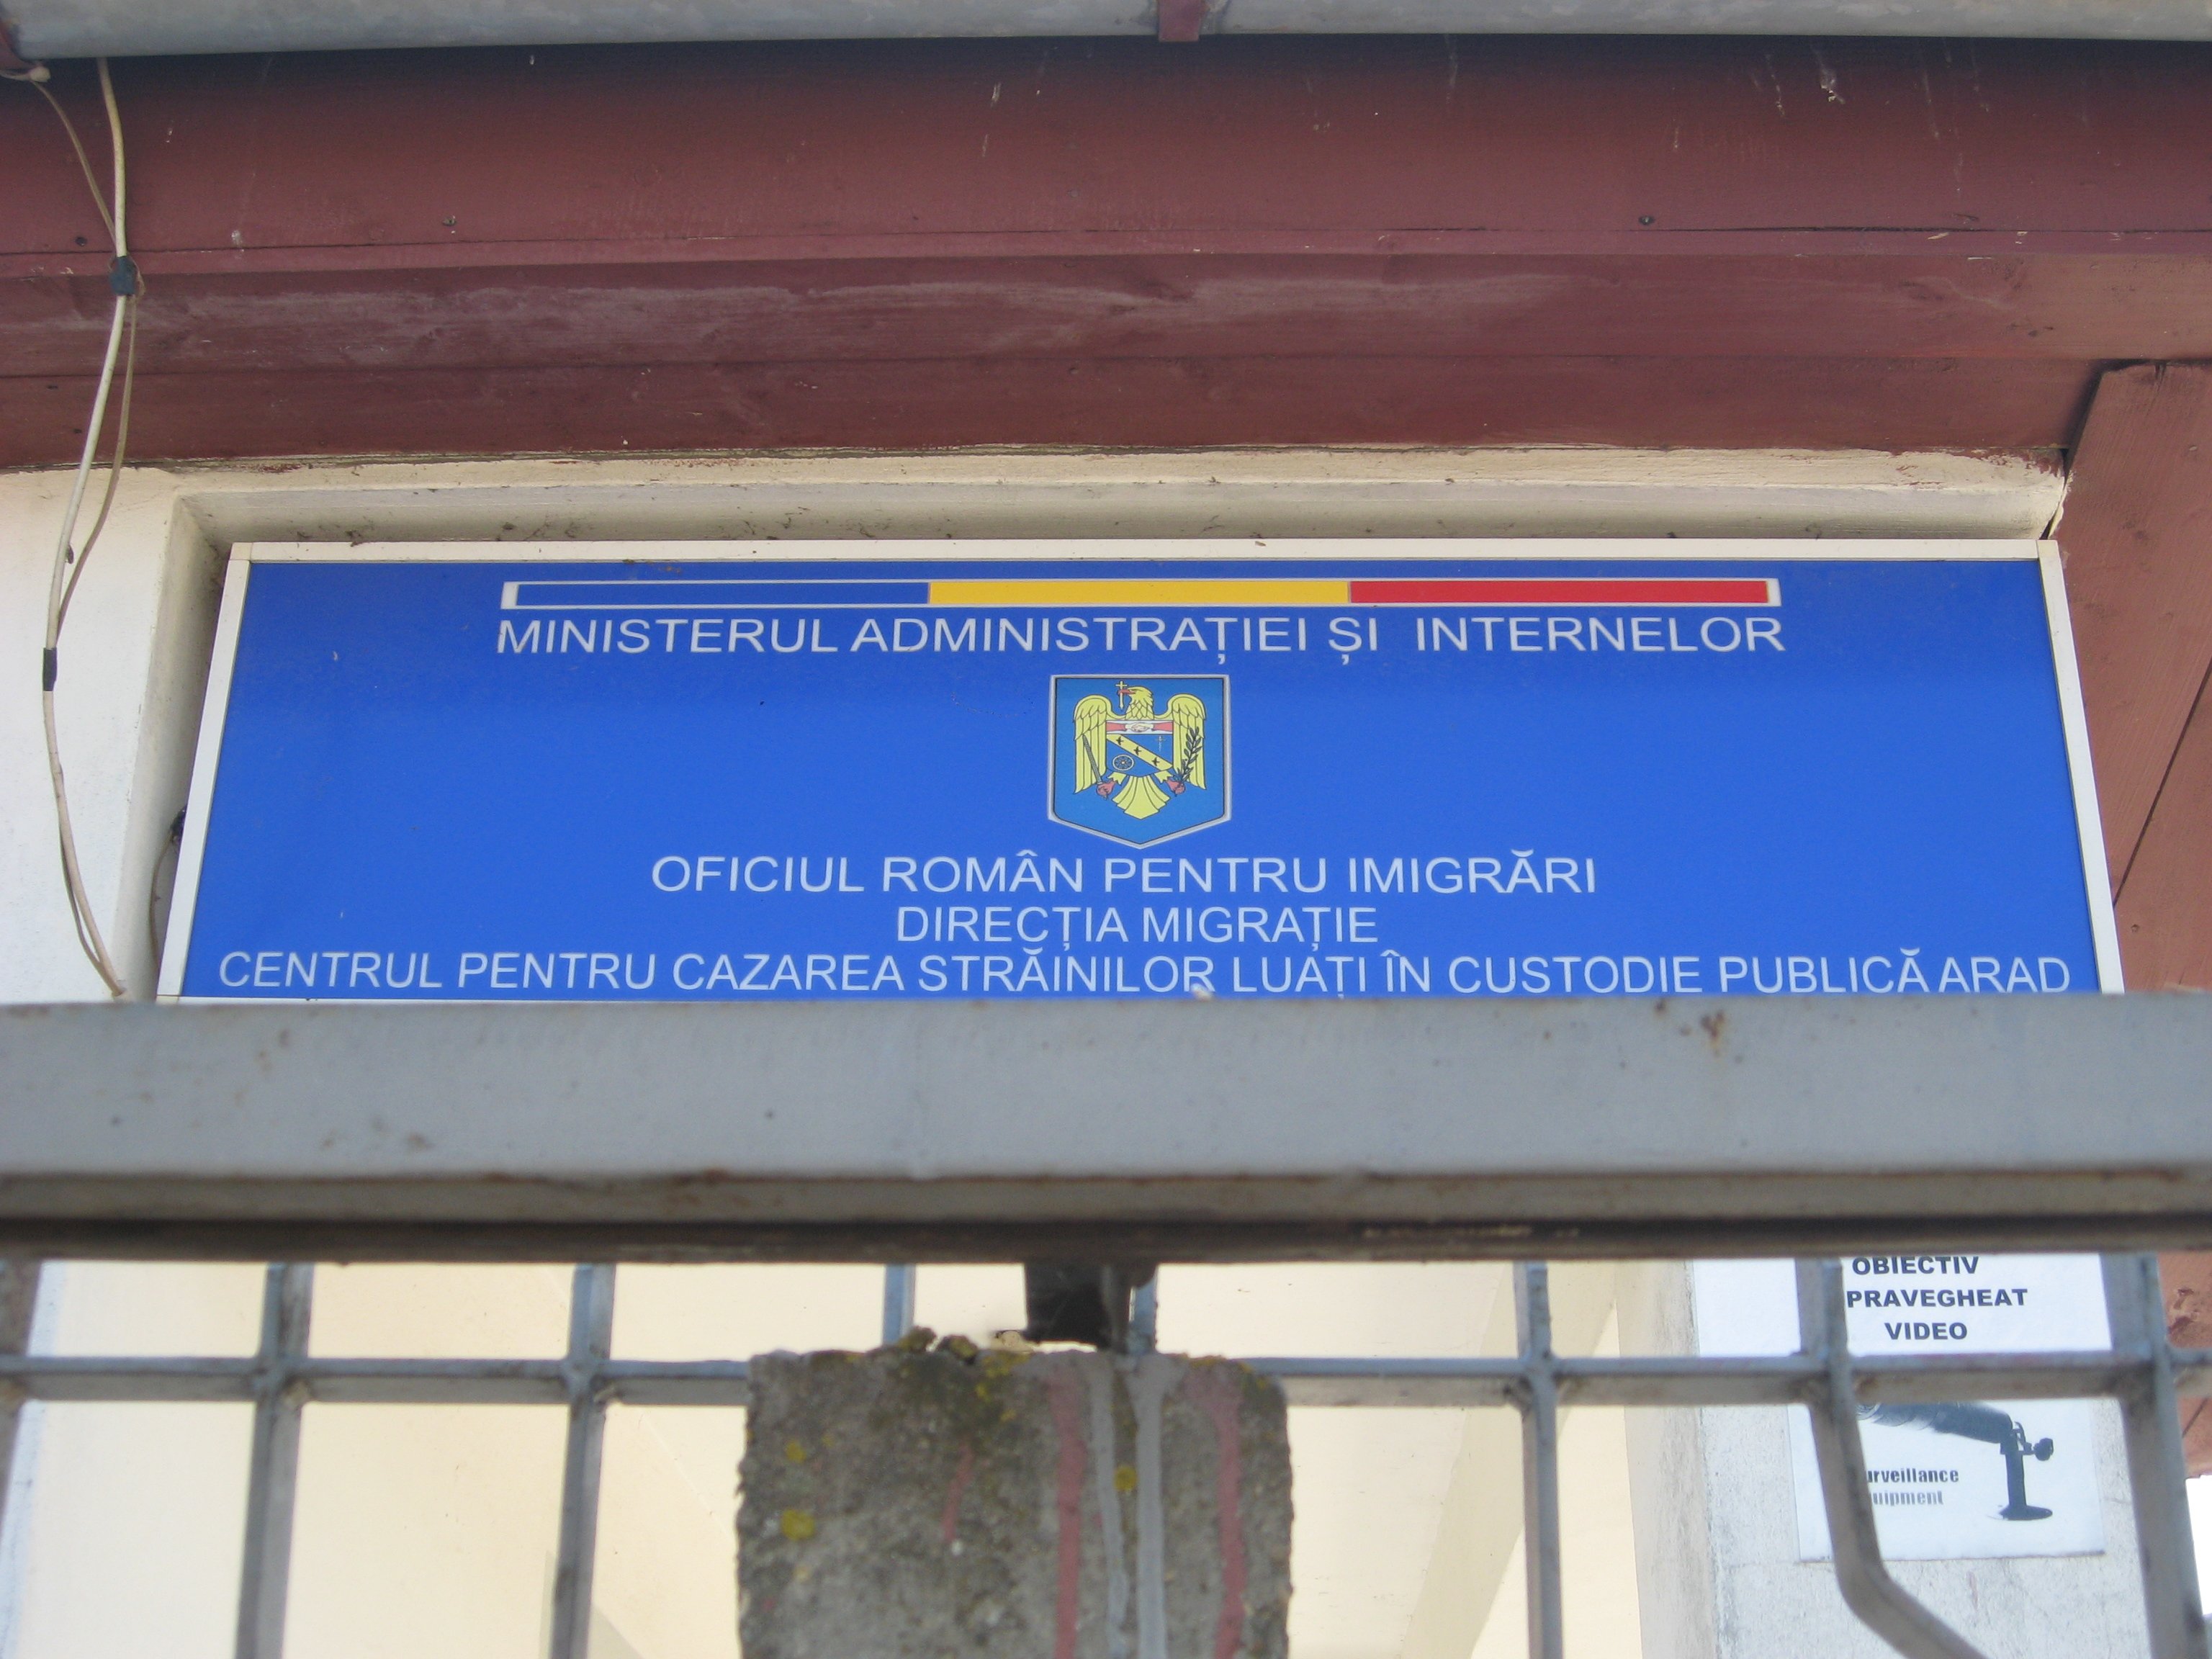 MINISTERUL ADMINISTRAȚIEI ȘI INTERNELOR
OFICIUL ROMÂN PENTRU IMIGRĂRI
DIRECȚIA MIGRAȚIE
CENTRUL PENTRU CAZAREA STRĂINILOR LUAȚI ÎN CUSTODIE PUBLICĂ ARAD
OBIECTIV
PRAVEGHEAT
VIDEO